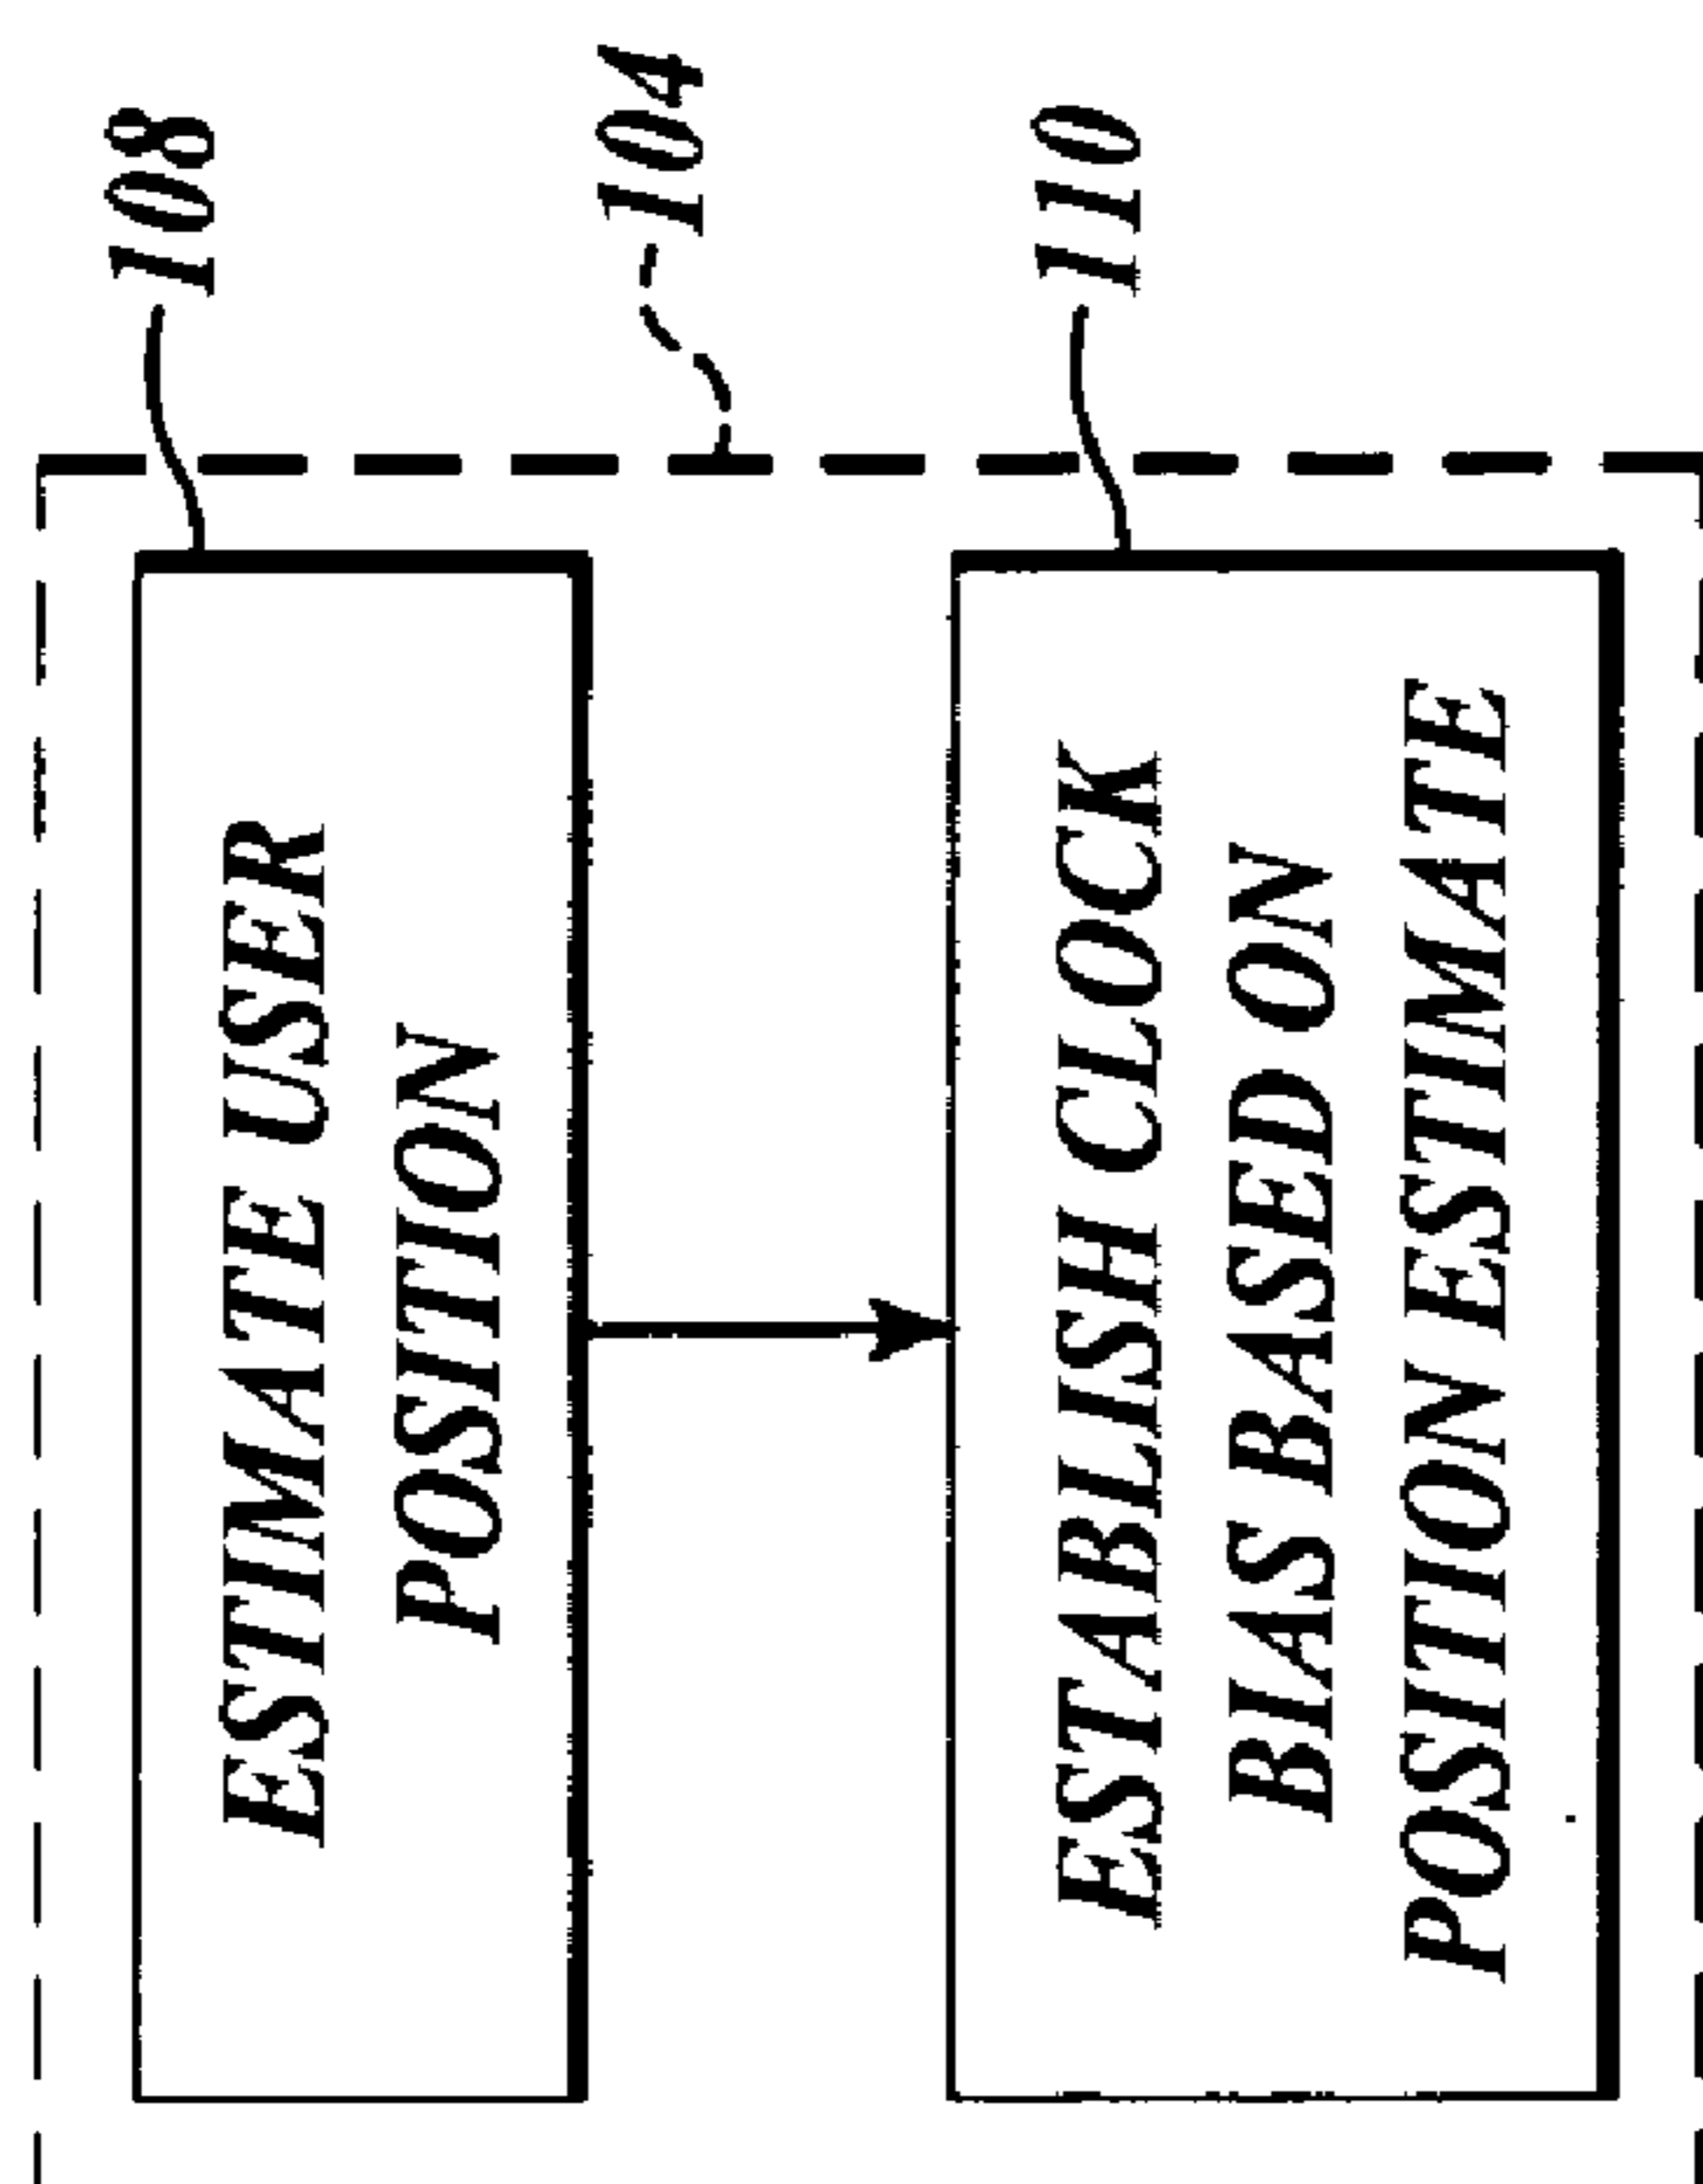 108
ESTIMATE USER
POSITION
104
110
ESTABLISH CLOCK
BIAS BASED ON
POSITION ESTIMATE